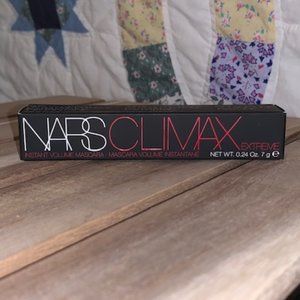 NARS CLIMAX
EXTREME
INSTANT VOLUME MASCARA / MASCARA VOLUME INSTANTANÉ NET WT. 0.24 Oz. 7 g ℮